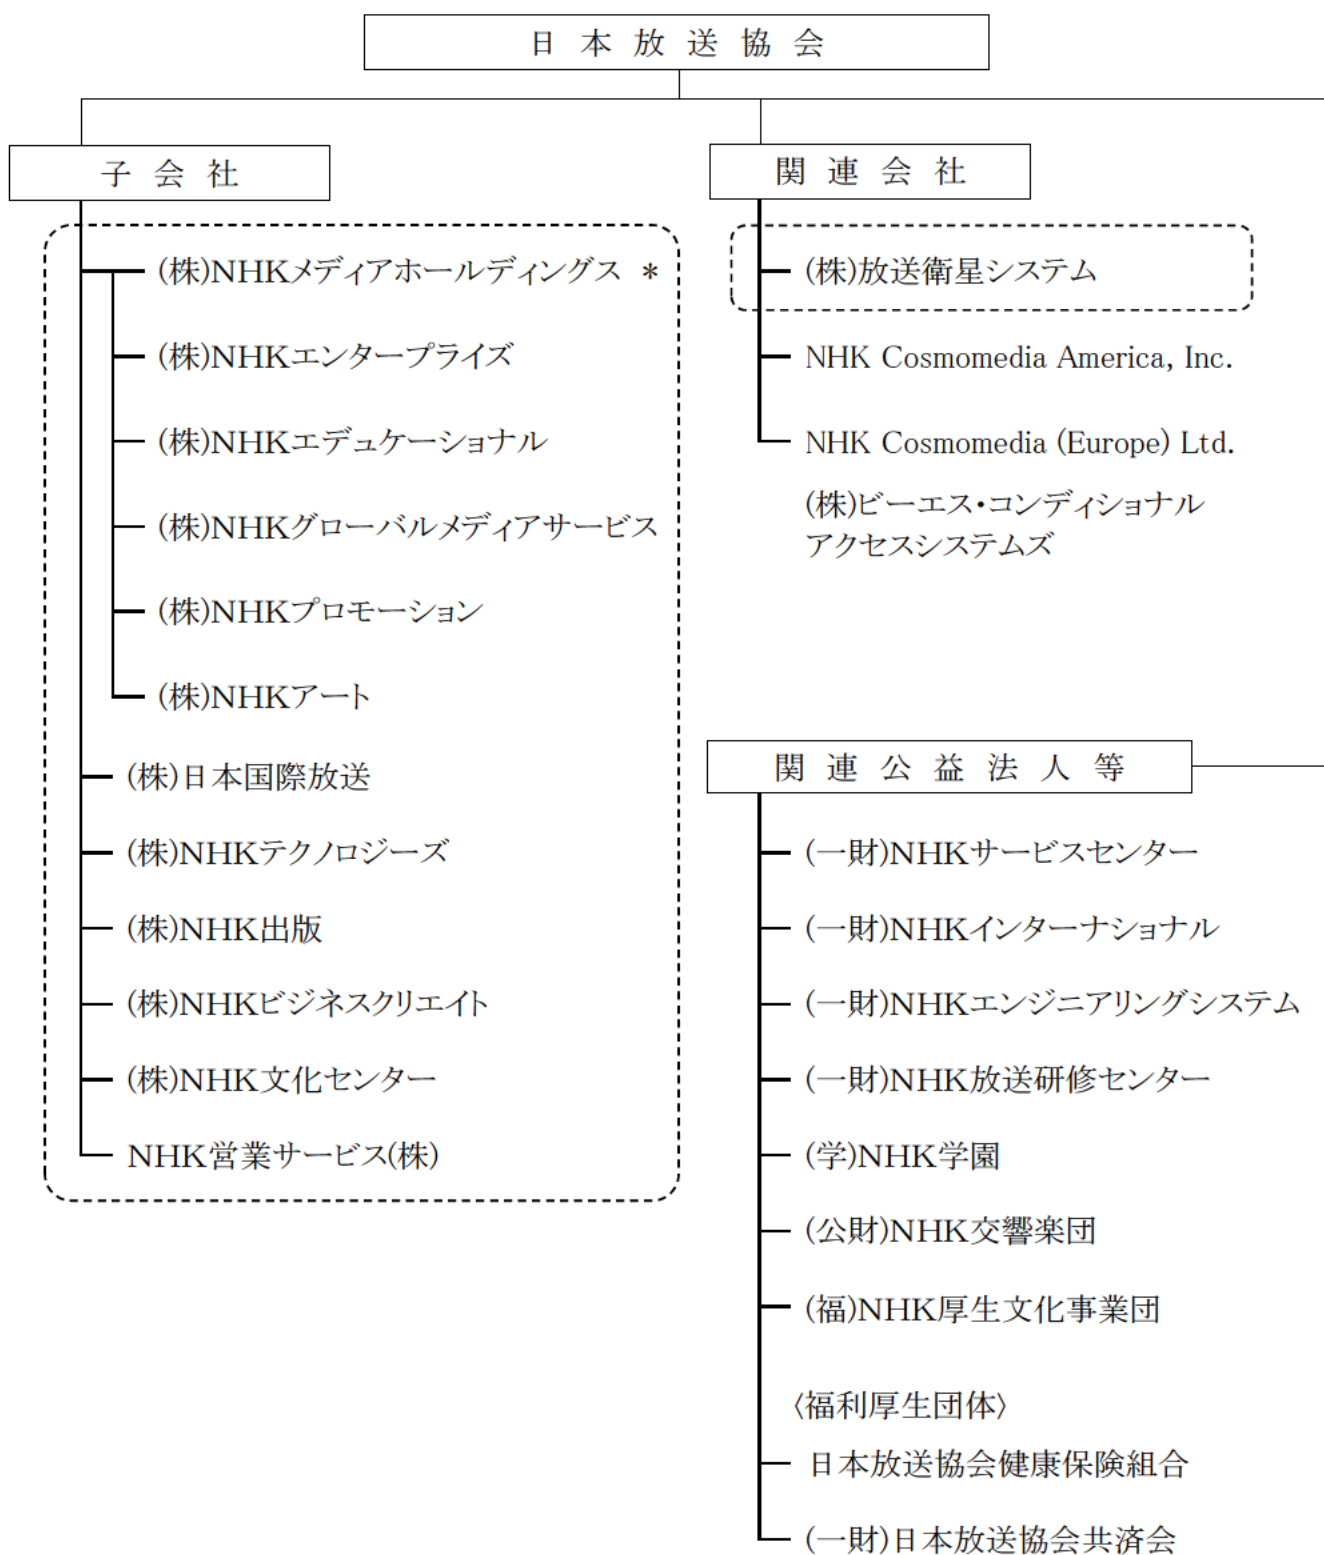 日本放送協会
子会社
(株)NHKメディアホールディングス *
(株)NHKエンタープライズ
(株)NHKエデュケーショナル
(株)NHKグローバルメディアサービス
(株)NHKプロモーション
(株)NHKアート
(株)日本国際放送
(株)NHKテクノロジーズ
(株)NHK出版
(株)NHKビジネスクリエイト
(株)NHK文化センター
NHK営業サービス(株)
関連会社
(株)放送衛星システム
NHK Cosmomedia America, Inc.
NHK Cosmomedia (Europe) Ltd.
(株)ビーエス・コンディショナル
アクセスシステムズ
関連公益法人等
(一財)NHKサービスセンター
(一財)NHKインターナショナル
(一財)NHKエンジニアリングシステム
(一財)NHK放送研修センター
(学)NHK学園
(公財)NHK交響楽団
(福)NHK厚生文化事業団
〈福利厚生団体〉
日本放送協会健康保険組合
(一財)日本放送協会共済会